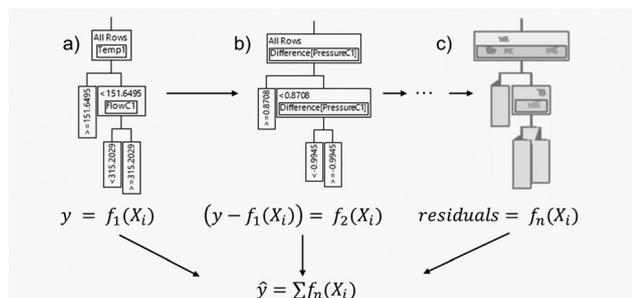 a)
All Rows
Temp1
>=151.6495
<151.6495
FlowC1
<315.2029
>=315.2029
b)
All Rows
Difference[PressureC1]
>=0.8708
<0.8708
Difference[PressureC1]
<-0.9945
>=-0.9945
...
c)
y = f₁(Xᵢ)
(y − f₁(Xᵢ)) = f₂(Xᵢ)
residuals = fₙ(Xᵢ)
ŷ = Σfₙ(Xᵢ)